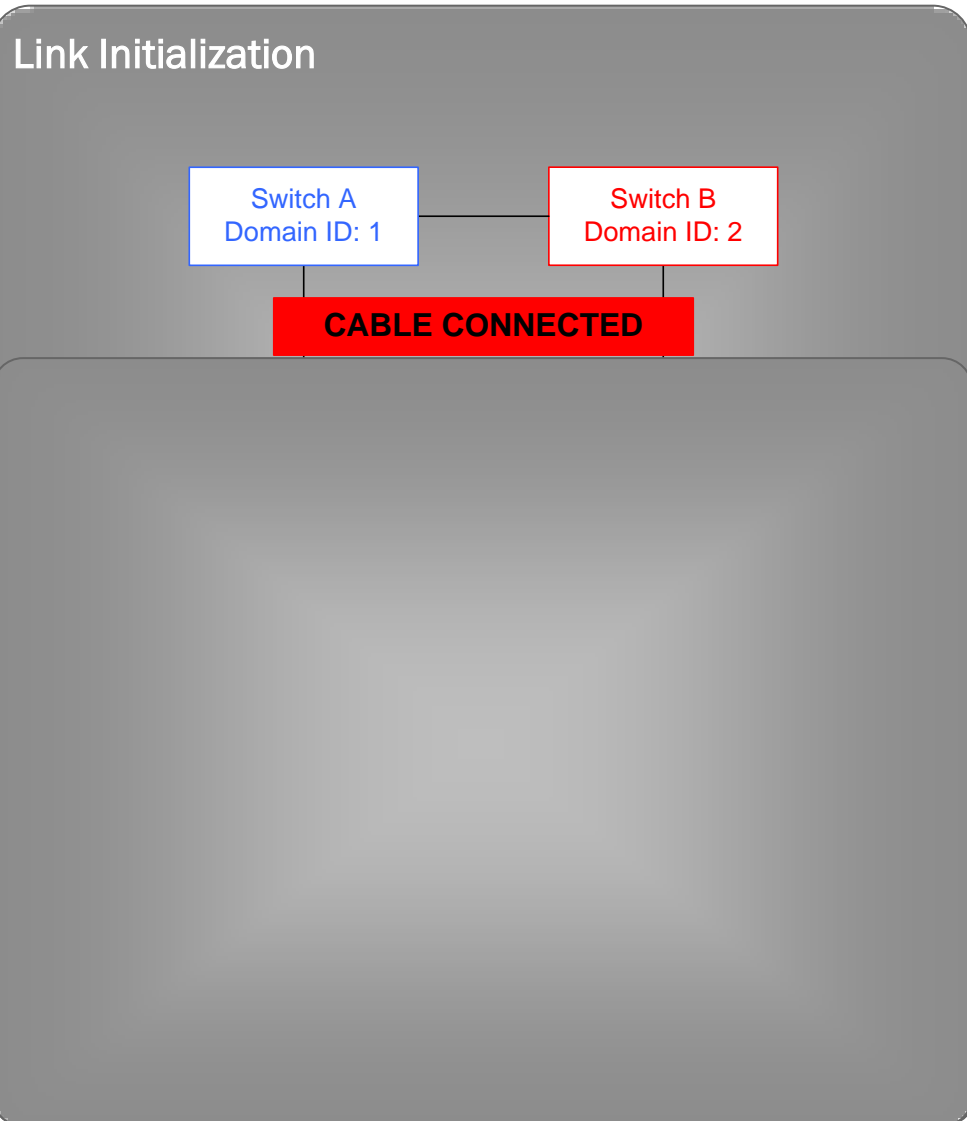 Link Initialization
Switch A
Domain ID: 1
Switch B
Domain ID: 2
CABLE CONNECTED